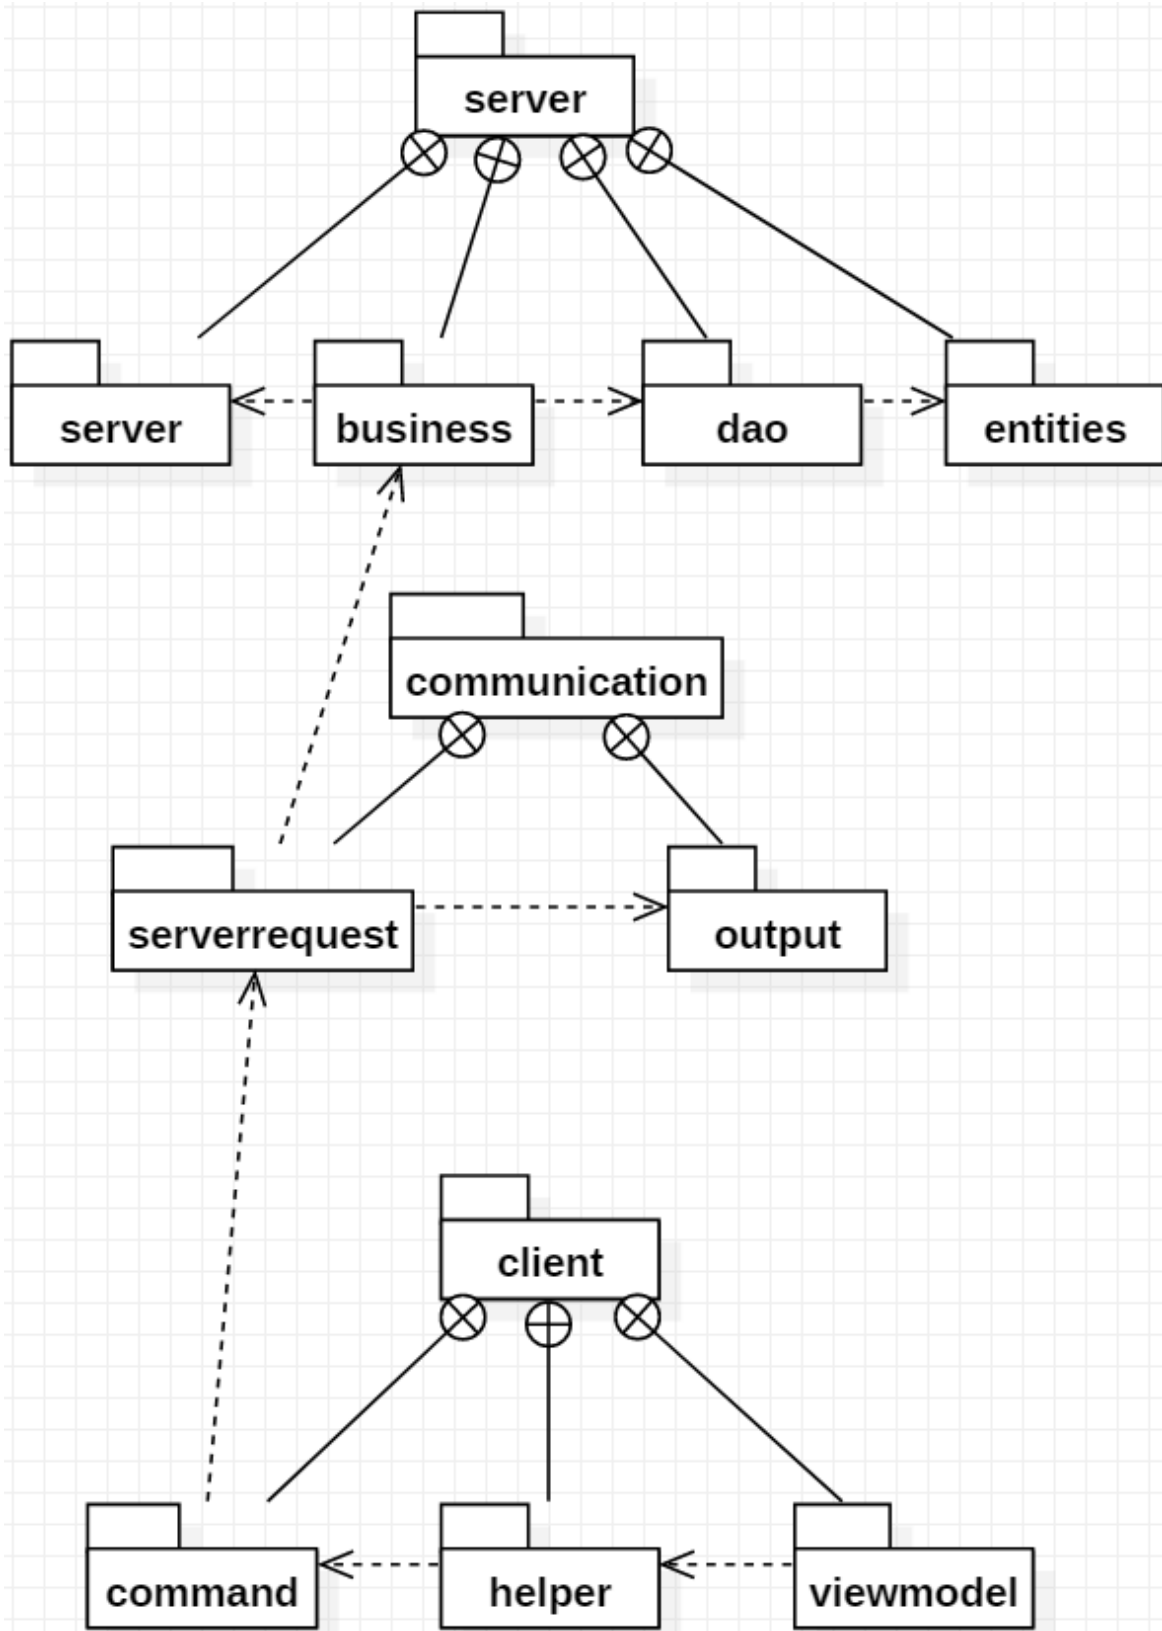 server
server
business
dao
entities
communication
serverrequest
output
client
command
helper
viewmodel